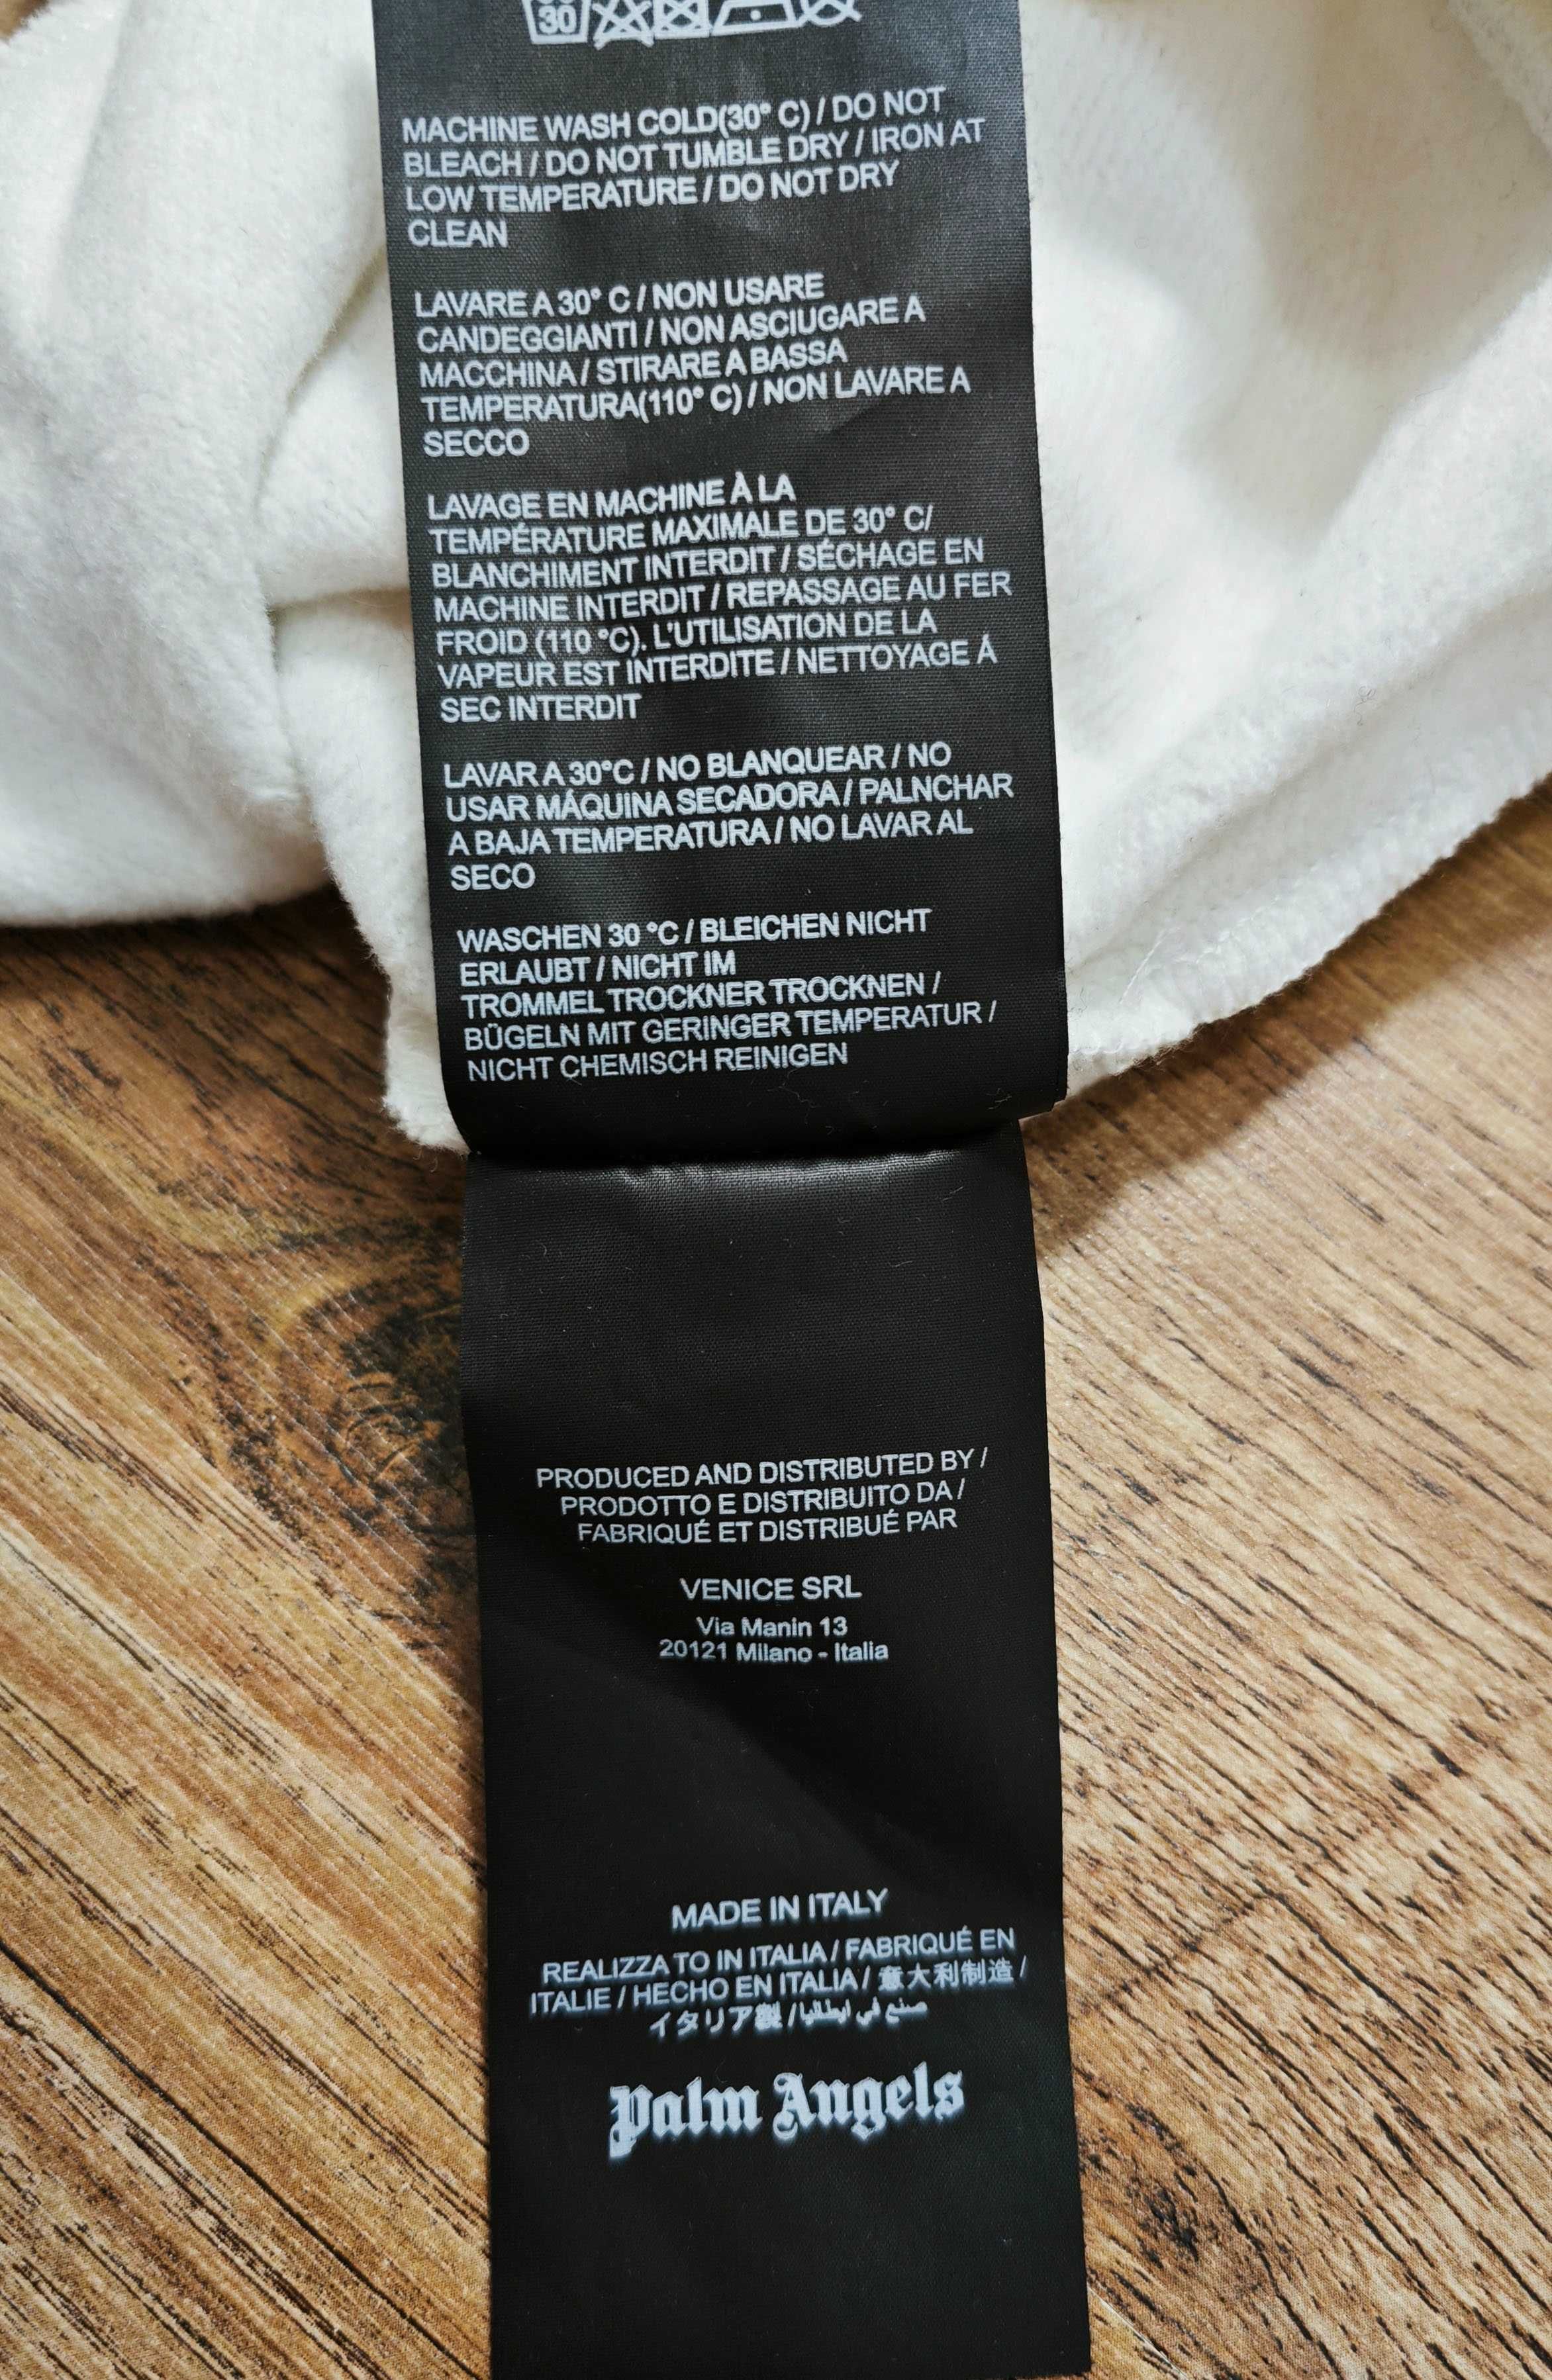 30
MACHINE WASH COLD(30° C) / DO NOT
BLEACH / DO NOT TUMBLE DRY / IRON AT
LOW TEMPERATURE / DO NOT DRY
CLEAN
LAVARE A 30° C / NON USARE
CANDEGGIANTI / NON ASCIUGARE A
MACCHINA / STIRARE A BASSA
TEMPERATURA(110° C) / NON LAVARE A
SECCO
LAVAGE EN MACHINE À LA
TEMPÉRATURE MAXIMALE DE 30° C/
BLANCHIMENT INTERDIT / SÉCHAGE EN
MACHINE INTERDIT / REPASSAGE AU FER
FROID (110 °C). L'UTILISATION DE LA
VAPEUR EST INTERDITE / NETTOYAGE À
SEC INTERDIT
LAVAR A 30°C / NO BLANQUEAR / NO
USAR MÁQUINA SECADORA / PALNCHAR
A BAJA TEMPERATURA / NO LAVAR AL
SECO
WASCHEN 30 °C / BLEICHEN NICHT
ERLAUBT / NICHT IM
TROMMEL TROCKNER TROCKNEN /
BÜGELN MIT GERINGER TEMPERATUR /
NICHT CHEMISCH REINIGEN
PRODUCED AND DISTRIBUTED BY /
PRODOTTO E DISTRIBUITO DA /
FABRIQUÉ ET DISTRIBUÉ PAR
VENICE SRL
Via Manin 13
20121 Milano - Italia
MADE IN ITALY
REALIZZA TO IN ITALIA / FABRIQUÉ EN
ITALIE / HECHO EN ITALIA / 意大利制造 /
イタリア製 / صنع في ايطاليا
Palm Angels